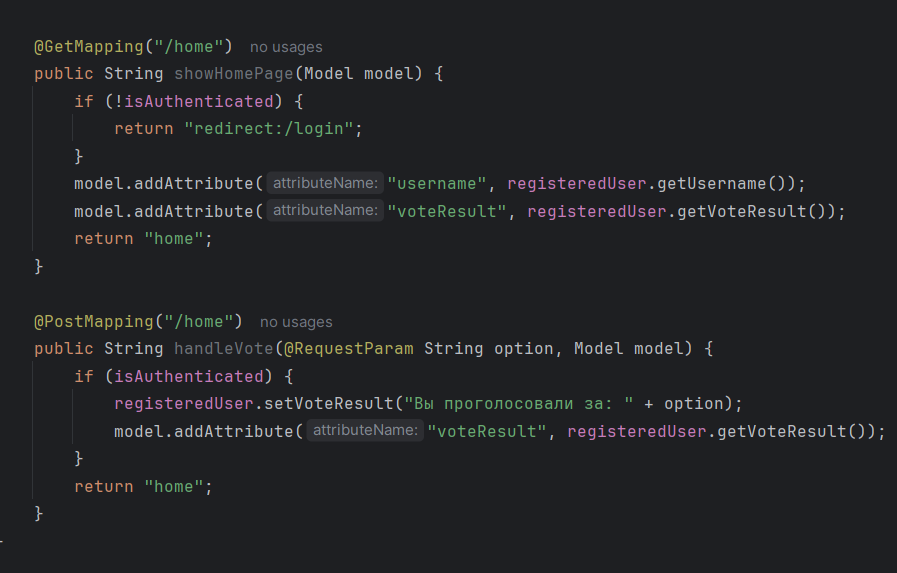 @GetMapping("/home") no usages
public String showHomePage(Model model) {
if (!isAuthenticated) {
return "redirect:/login";
}
model.addAttribute( attributeName: "username", registeredUser.getUsername());
model.addAttribute( attributeName: "voteResult", registeredUser.getVoteResult());
return "home";
}
@PostMapping("/home") no usages
public String handleVote(@RequestParam String option, Model model) {
if (isAuthenticated) {
registeredUser.setVoteResult("Вы проголосовали за: " + option);
model.addAttribute( attributeName: "voteResult", registeredUser.getVoteResult());
}
return "home";
}